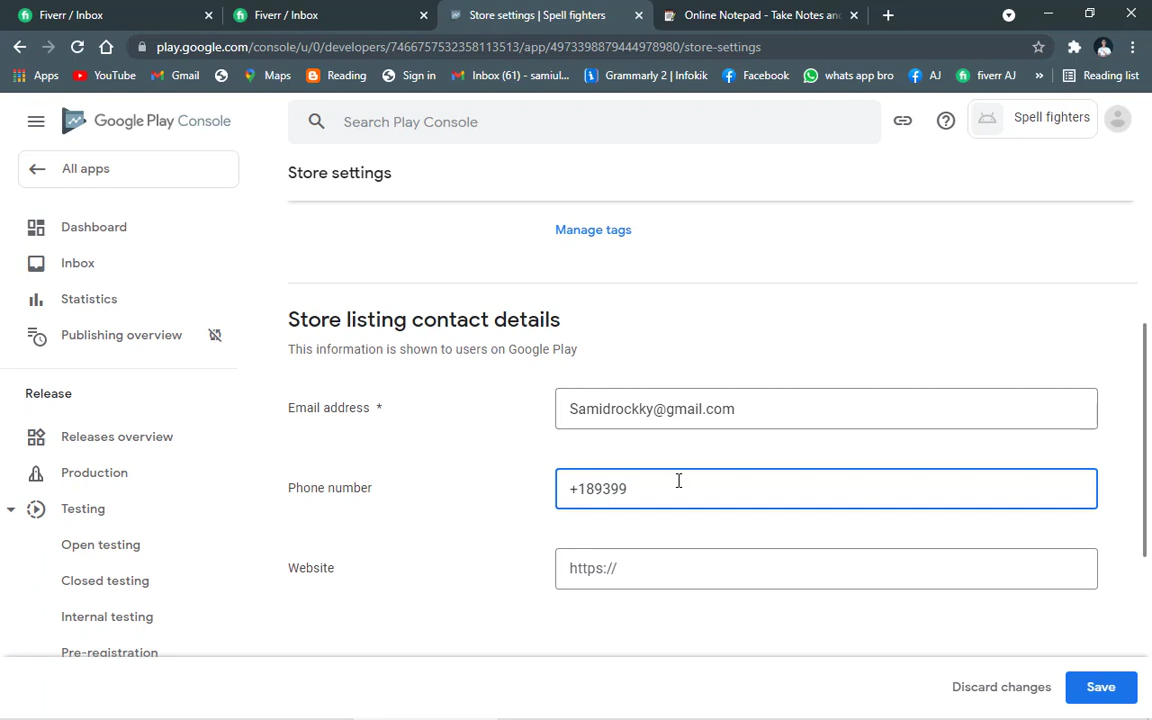 Fiverr / Inbox
Fiverr / Inbox
Store settings | Spell fighters
Online Notepad - Take Notes and
play.google.com/console/u/0/developers/7466757532358113513/app/4973398879444978980/store-settings
Apps
YouTube
Gmail
Maps
Reading
Sign in
Inbox (61) - samiul...
Grammarly 2 | Infokik
Facebook
whats app bro
AJ
fiverr AJ
»
Reading list
Google Play Console
Search Play Console
Spell fighters
All apps
Store settings
Manage tags
Dashboard
Inbox
Statistics
Publishing overview
Release
Releases overview
Production
Testing
Open testing
Closed testing
Internal testing
Pre-registration
Store listing contact details
This information is shown to users on Google Play
Email address *
Samidrockky@gmail.com
Phone number
+189399
Website
https://
Discard changes
Save